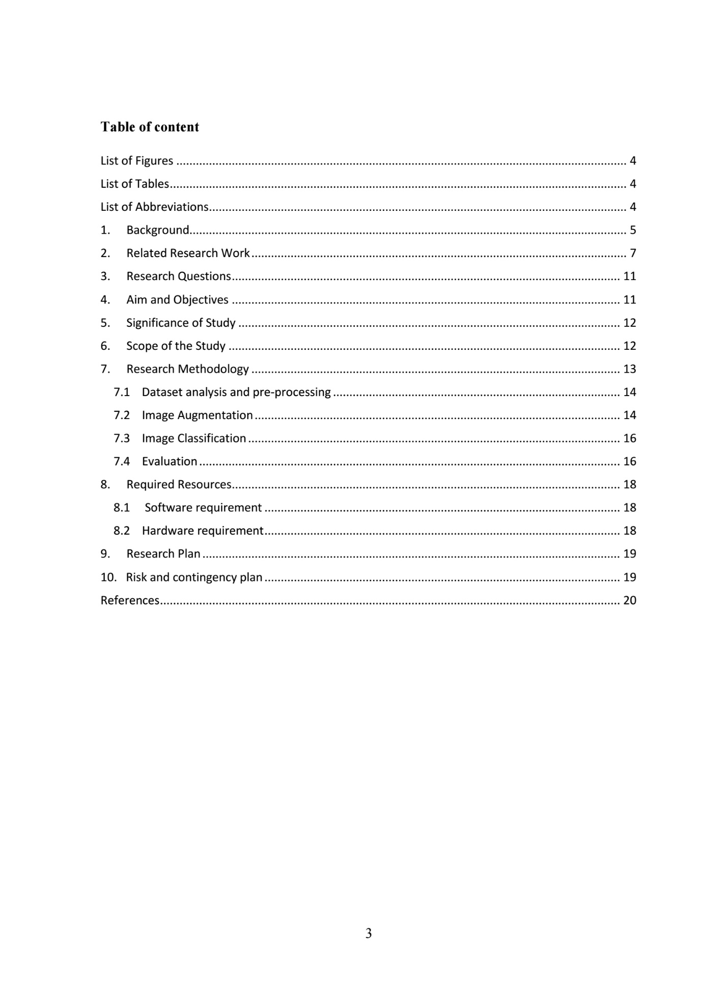 Table of content
List of Figures ........ 4
List of Tables........ 4
List of Abbreviations........ 4
1. Background........ 5
2. Related Research Work........ 7
3. Research Questions........ 11
4. Aim and Objectives ........ 11
5. Significance of Study ........ 12
6. Scope of the Study ........ 12
7. Research Methodology ........ 13
7.1 Dataset analysis and pre-processing ........ 14
7.2 Image Augmentation ........ 14
7.3 Image Classification ........ 16
7.4 Evaluation ........ 16
8. Required Resources........ 18
8.1 Software requirement ........ 18
8.2 Hardware requirement........ 18
9. Research Plan ........ 19
10. Risk and contingency plan ........ 19
References........ 20
3